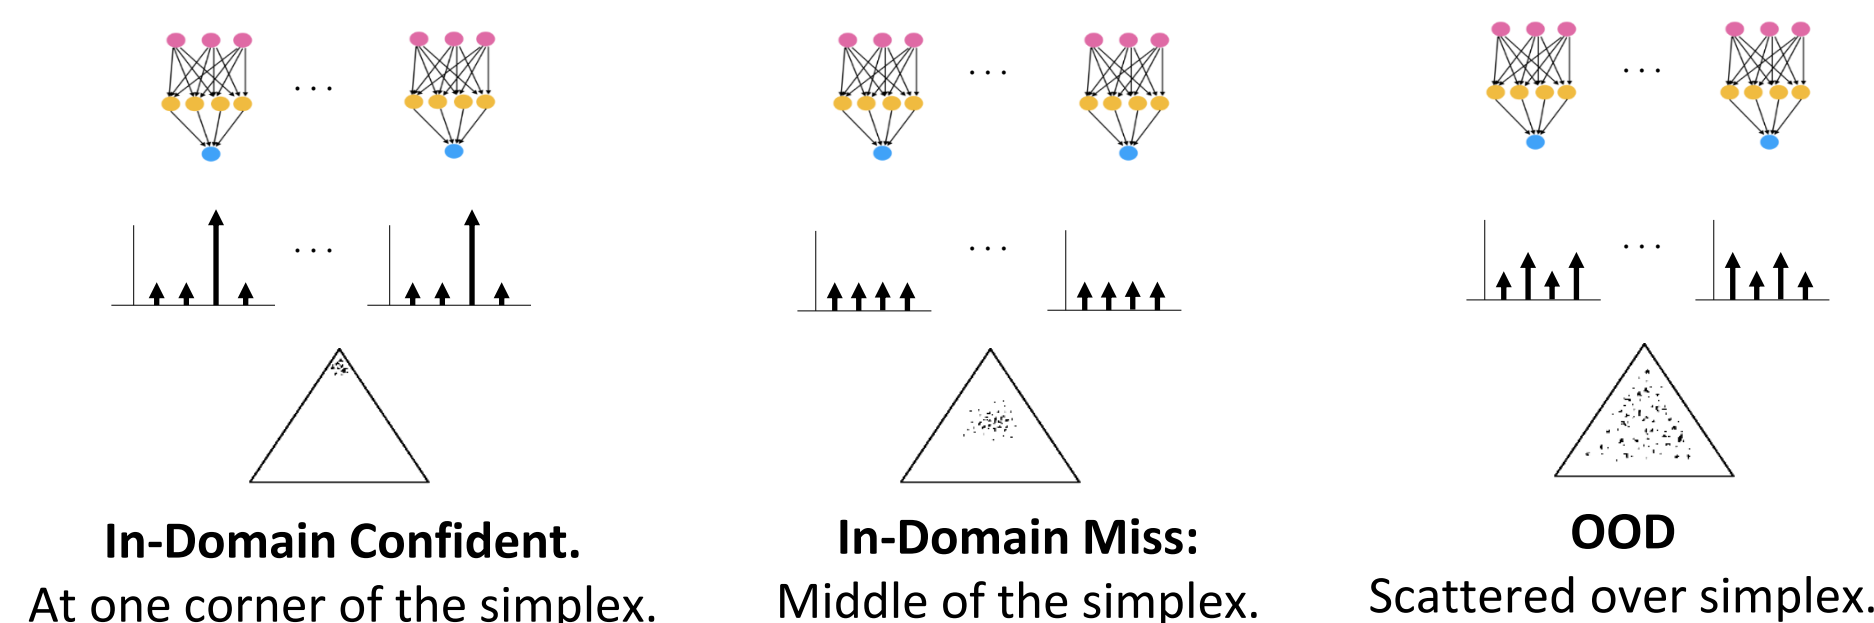 . . .
. . .
. . .
. . .
. . .
. . .
In-Domain Confident.
At one corner of the simplex.
In-Domain Miss:
Middle of the simplex.
OOD
Scattered over simplex.